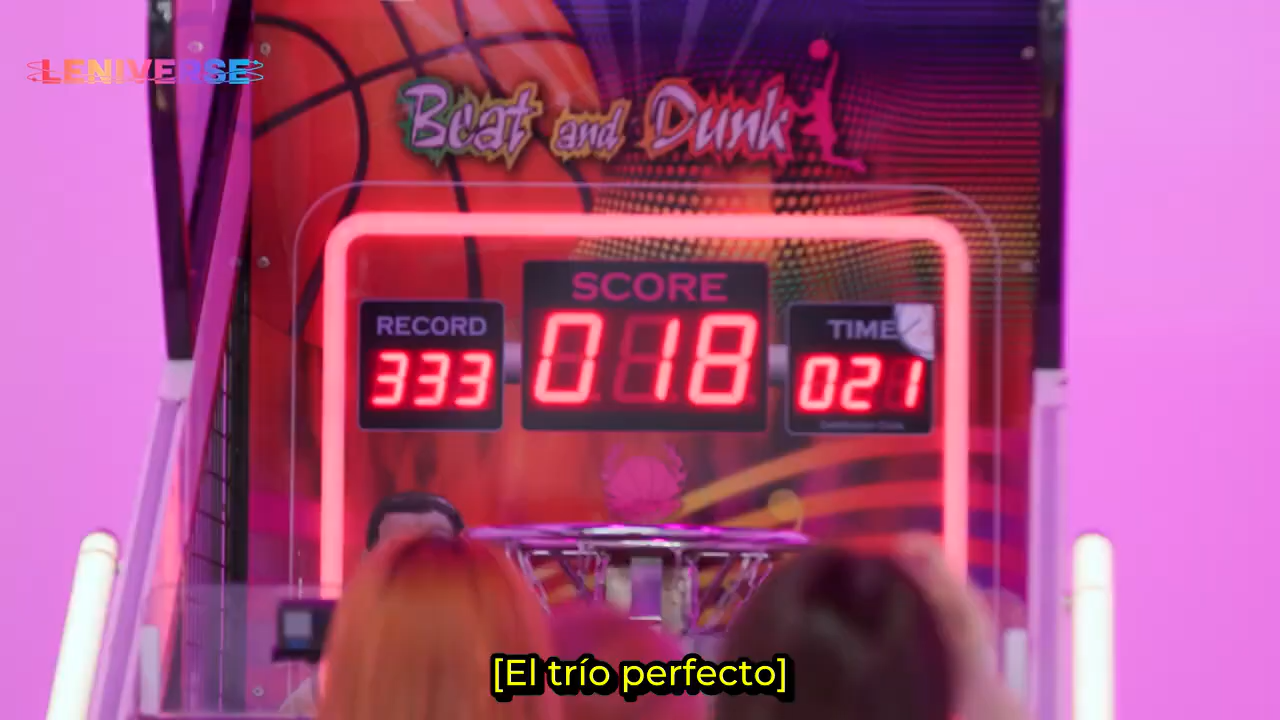 LENIVERSE
Beat and Dunk
SCORE
RECORD
TIME
333
018
021
[El trío perfecto]